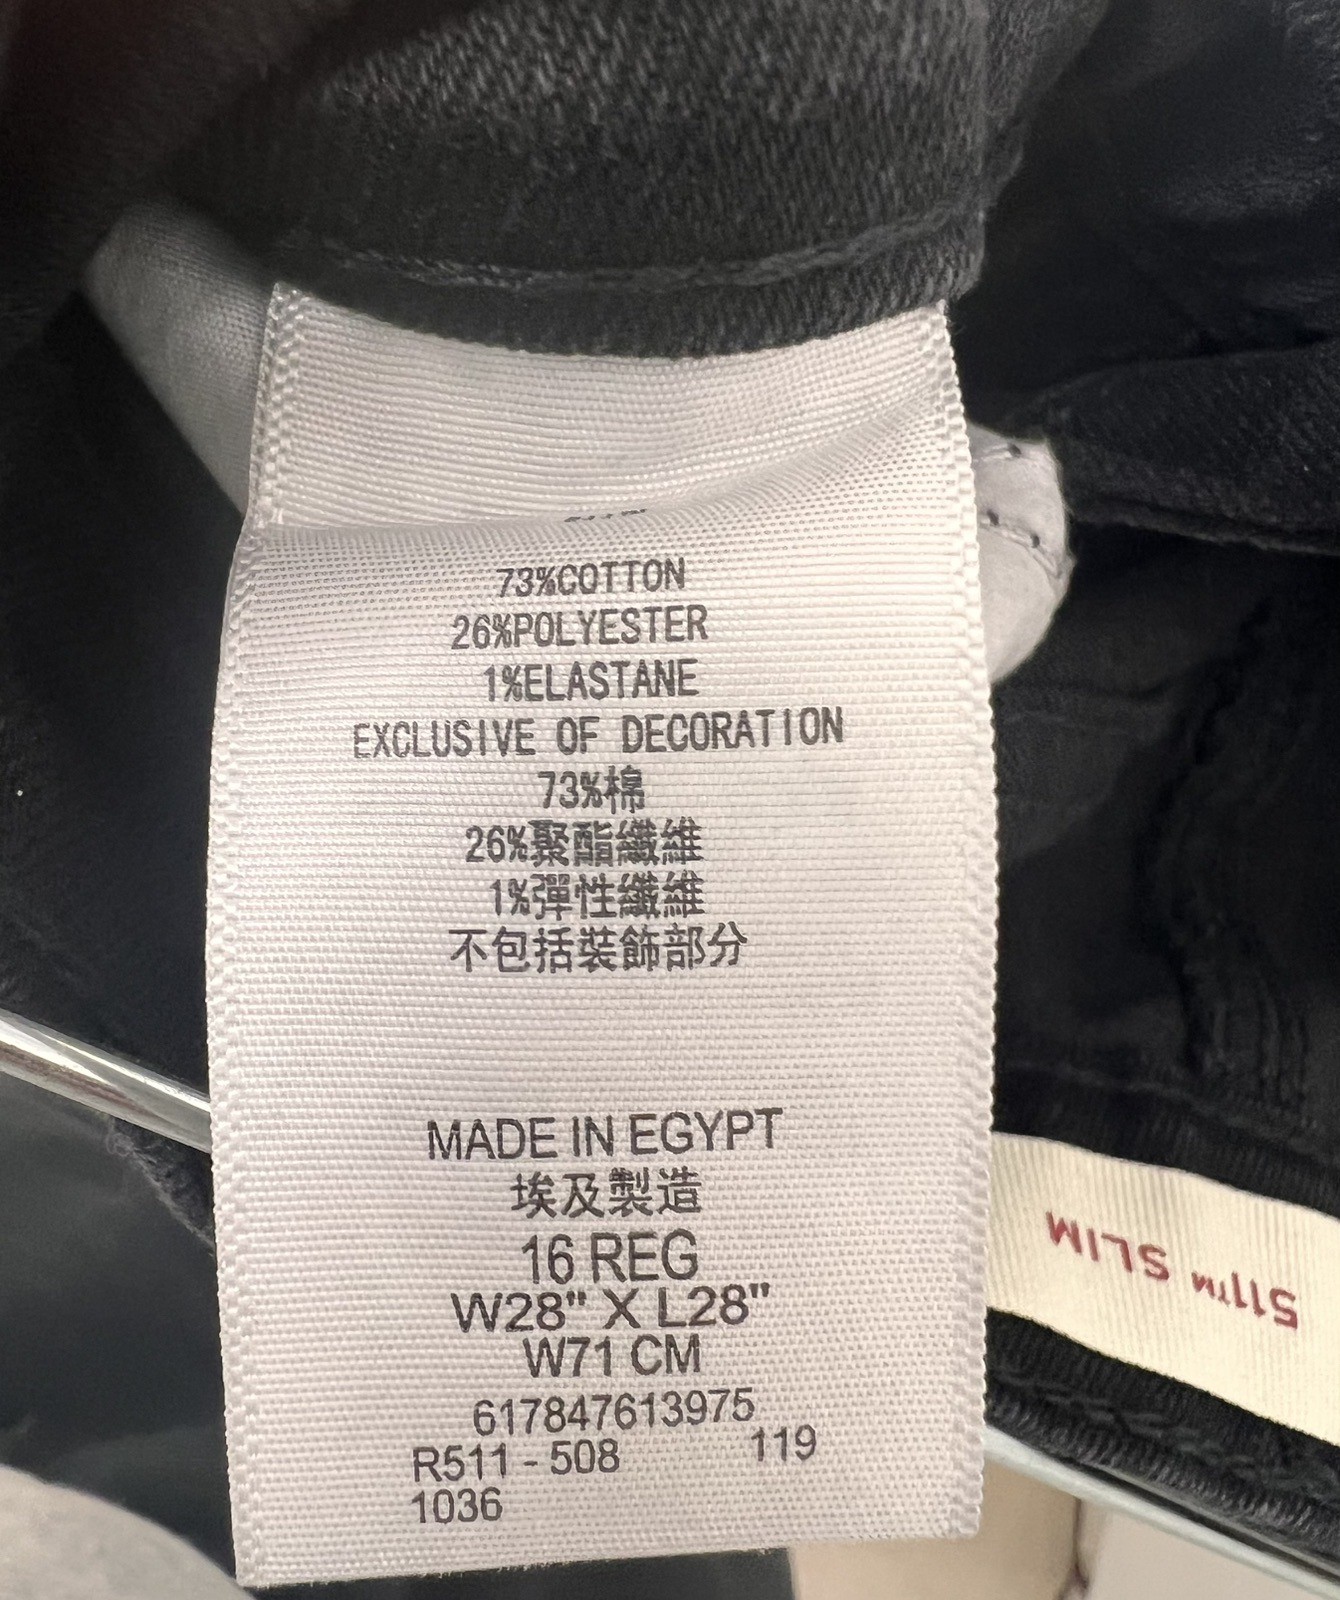 73%COTTON
26%POLYESTER
1%ELASTANE
EXCLUSIVE OF DECORATION
73%棉
26%聚酯纖維
1%彈性纖維
不包括裝飾部分
MADE IN EGYPT
埃及製造
16 REG
W28" X L28"
W71 CM
617847613975
R511 - 508 119
1036
511™ SLIM